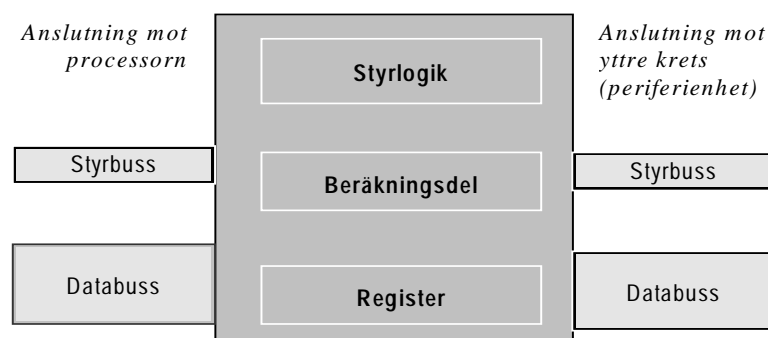 Anslutning mot
processorn
Styrlogik
Anslutning mot
yttre krets
(periferienhet)
Styrbuss
Beräkningsdel
Styrbuss
Databuss
Register
Databuss